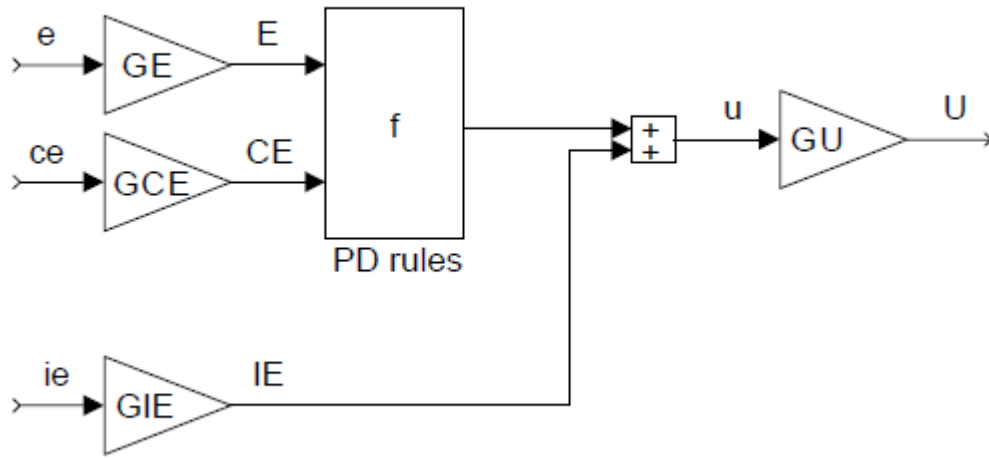 e GE E
f
ce GCE CE
PD rules
+
+
u GU U
ie GIE IE